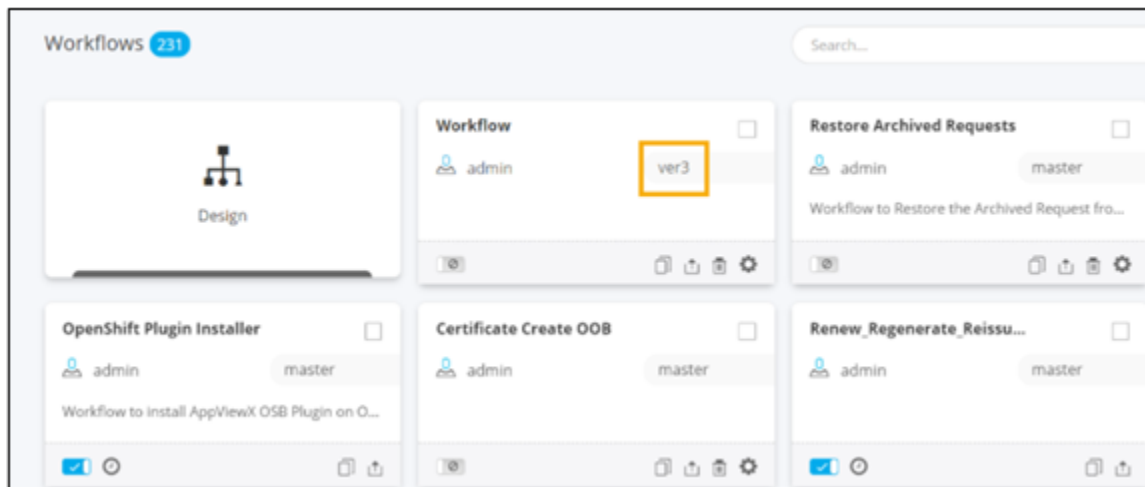 Workflows 231
Search...
Design
Workflow
admin
ver3
Restore Archived Requests
admin
master
Workflow to Restore the Archived Request fro...
OpenShift Plugin Installer
admin
master
Workflow to install AppViewX OSB Plugin on O...
Certificate Create OOB
admin
master
Renew_Regenerate_Reissu...
admin
master